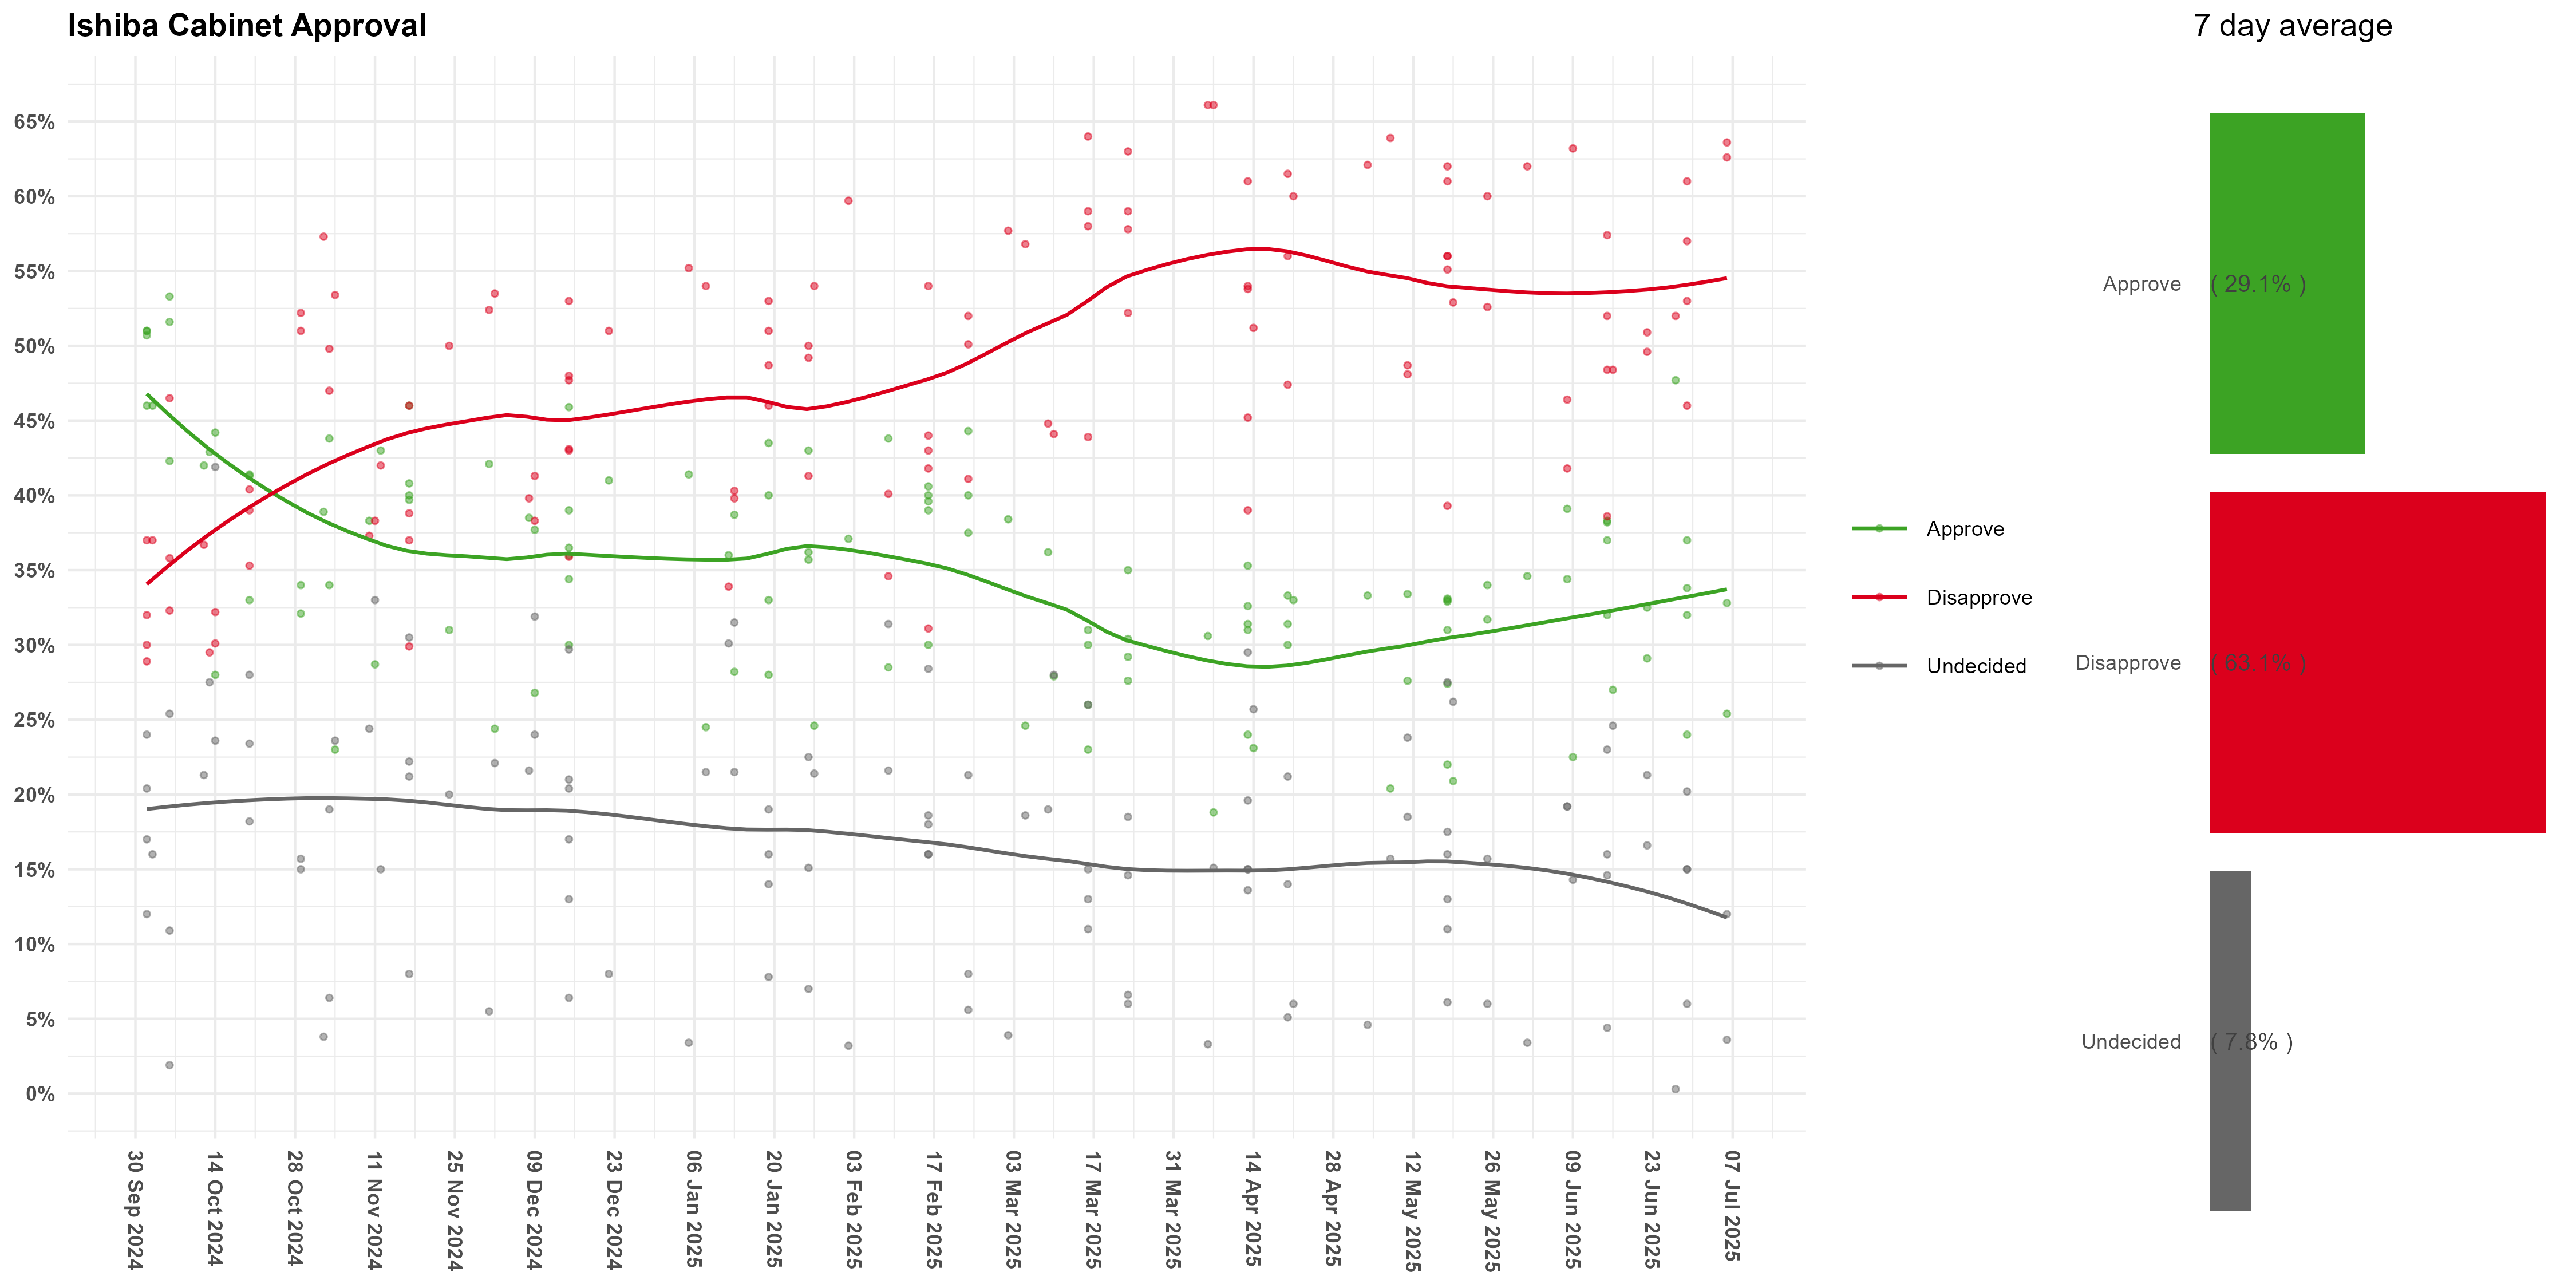 Ishiba Cabinet Approval
7 day average
65%
60%
55%
50%
45%
40%
35%
30%
25%
20%
15%
10%
5%
0%
30 Sep 2024
14 Oct 2024
28 Oct 2024
11 Nov 2024
25 Nov 2024
09 Dec 2024
23 Dec 2024
06 Jan 2025
20 Jan 2025
03 Feb 2025
17 Feb 2025
03 Mar 2025
17 Mar 2025
31 Mar 2025
14 Apr 2025
28 Apr 2025
12 May 2025
26 May 2025
09 Jun 2025
23 Jun 2025
07 Jul 2025
Approve
Disapprove
Undecided
Approve ( 29.1% )
Disapprove ( 63.1% )
Undecided ( 7.8% )